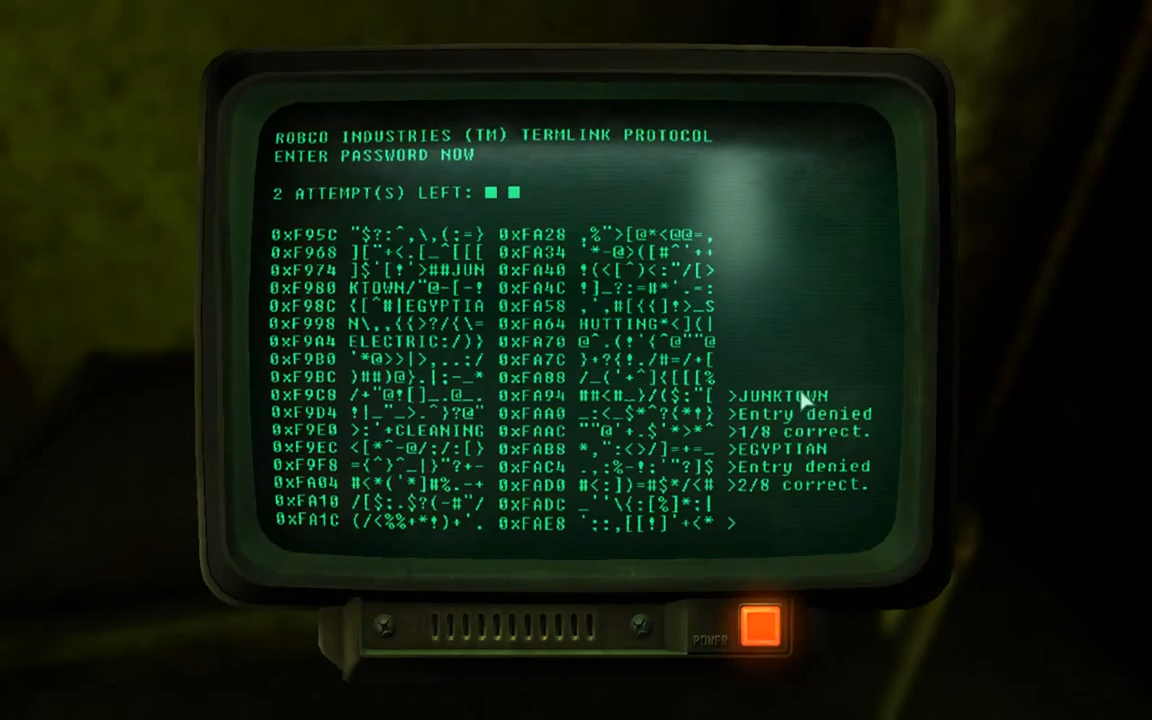 ROBCO INDUSTRIES (TM) TERMLINK PROTOCOL
ENTER PASSWORD NOW
2 ATTEMPT(S) LEFT: ■ ■
0xF95C "$?:^,\,(;=} 0xFA28 ,%">[@*<@@=,
0xF968 ]["+<.[_^[[[ 0xFA34 '*-@>([#^'++
0xF974 ]$'[!'>##JUN 0xFA40 !(<[^)<:"/[>
0xF980 KTOWN/"@-[-! 0xFA4C !]_?:=#*'.-:
0xF98C {[^#|EGYPTIA 0xFA58 ,',#[{{]!>_S
0xF998 N\,,{{>?/{\= 0xFA64 HUTTING*<](|
0xF9A4 ELECTRIC:/)} 0xFA70 @^.(!'{^@""@
0xF9B0 '*@>>|>,..:/ 0xFA7C }+?{!./#=/+[
0xF9BC )##)@}.|;-_* 0xFA88 /_('+^]{[[[%
0xF9C8 /+"@![]_.@_. 0xFA94 ##<#_}/($:"[ >JUNKTOWN
0xF9D4 !|_"_>.^}?@" 0xFAA0 _:<_$*^?{*!} >Entry denied
0xF9E0 >:'+CLEANING 0xFAAC ""@'+.$'*>*^ >1/8 correct.
0xF9EC <[*^-@/:/:[} 0xFAB8 *,":<>/]=+=_ >EGYPTIAN
0xF9F8 ={^}^_|}"?+- 0xFAC4 .,:%-!:'"?]$ >Entry denied
0xFA04 #<*('*]#%.-+ 0xFAD0 #<:])=#$*/<# >2/8 correct.
0xFA10 /[$:.$?(-#"/ 0xFADC _''\{:[%]*:|
0xFA1C (/<%%+*!)+'. 0xFAE8 '::,[[!]'+<* >
POWER